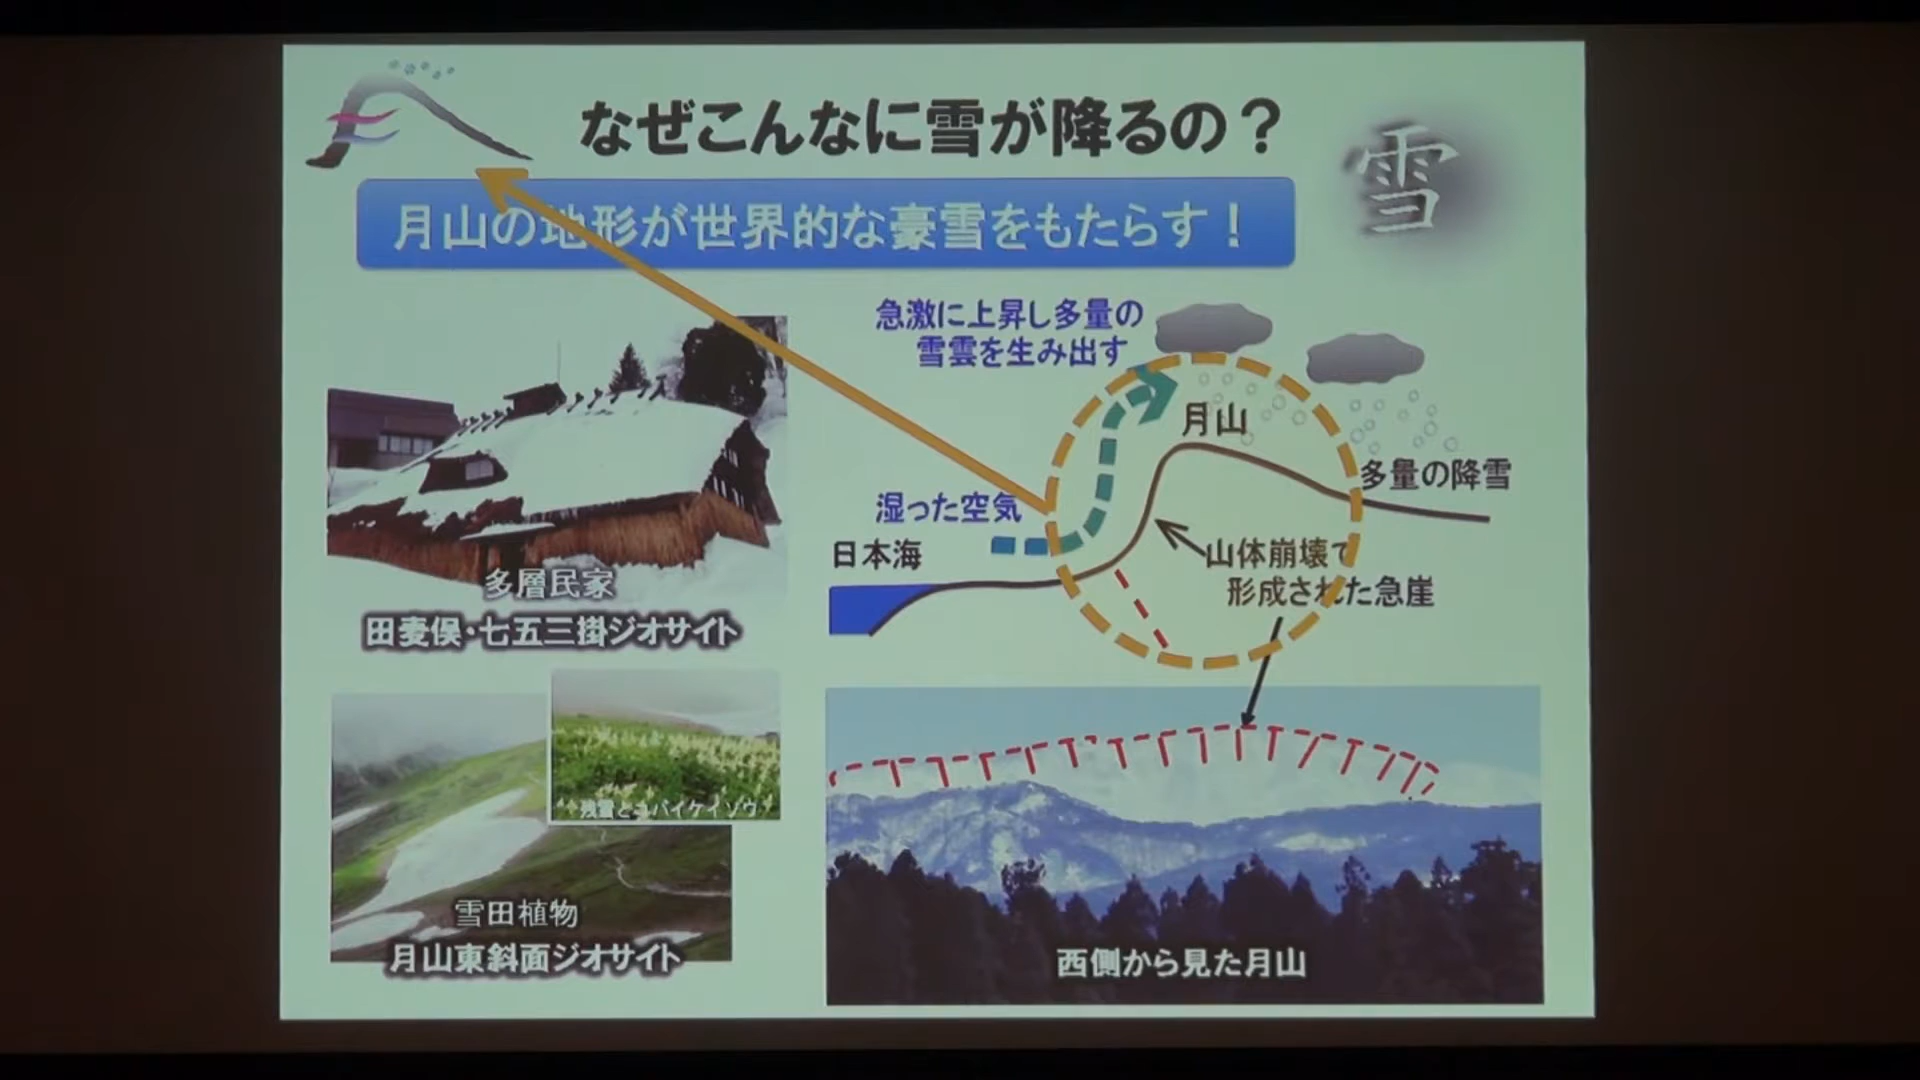 なぜこんなに雪が降るの？
雪
月山の地形が世界的な豪雪をもたらす！
急激に上昇し多量の
雪雲を生み出す
月山
多量の降雪
湿った空気
日本海
山体崩壊で
形成された急崖
多層民家
田麦俣・七五三掛ジオサイト
残雪とコバイケイソウ
雪田植物
月山東斜面ジオサイト
西側から見た月山